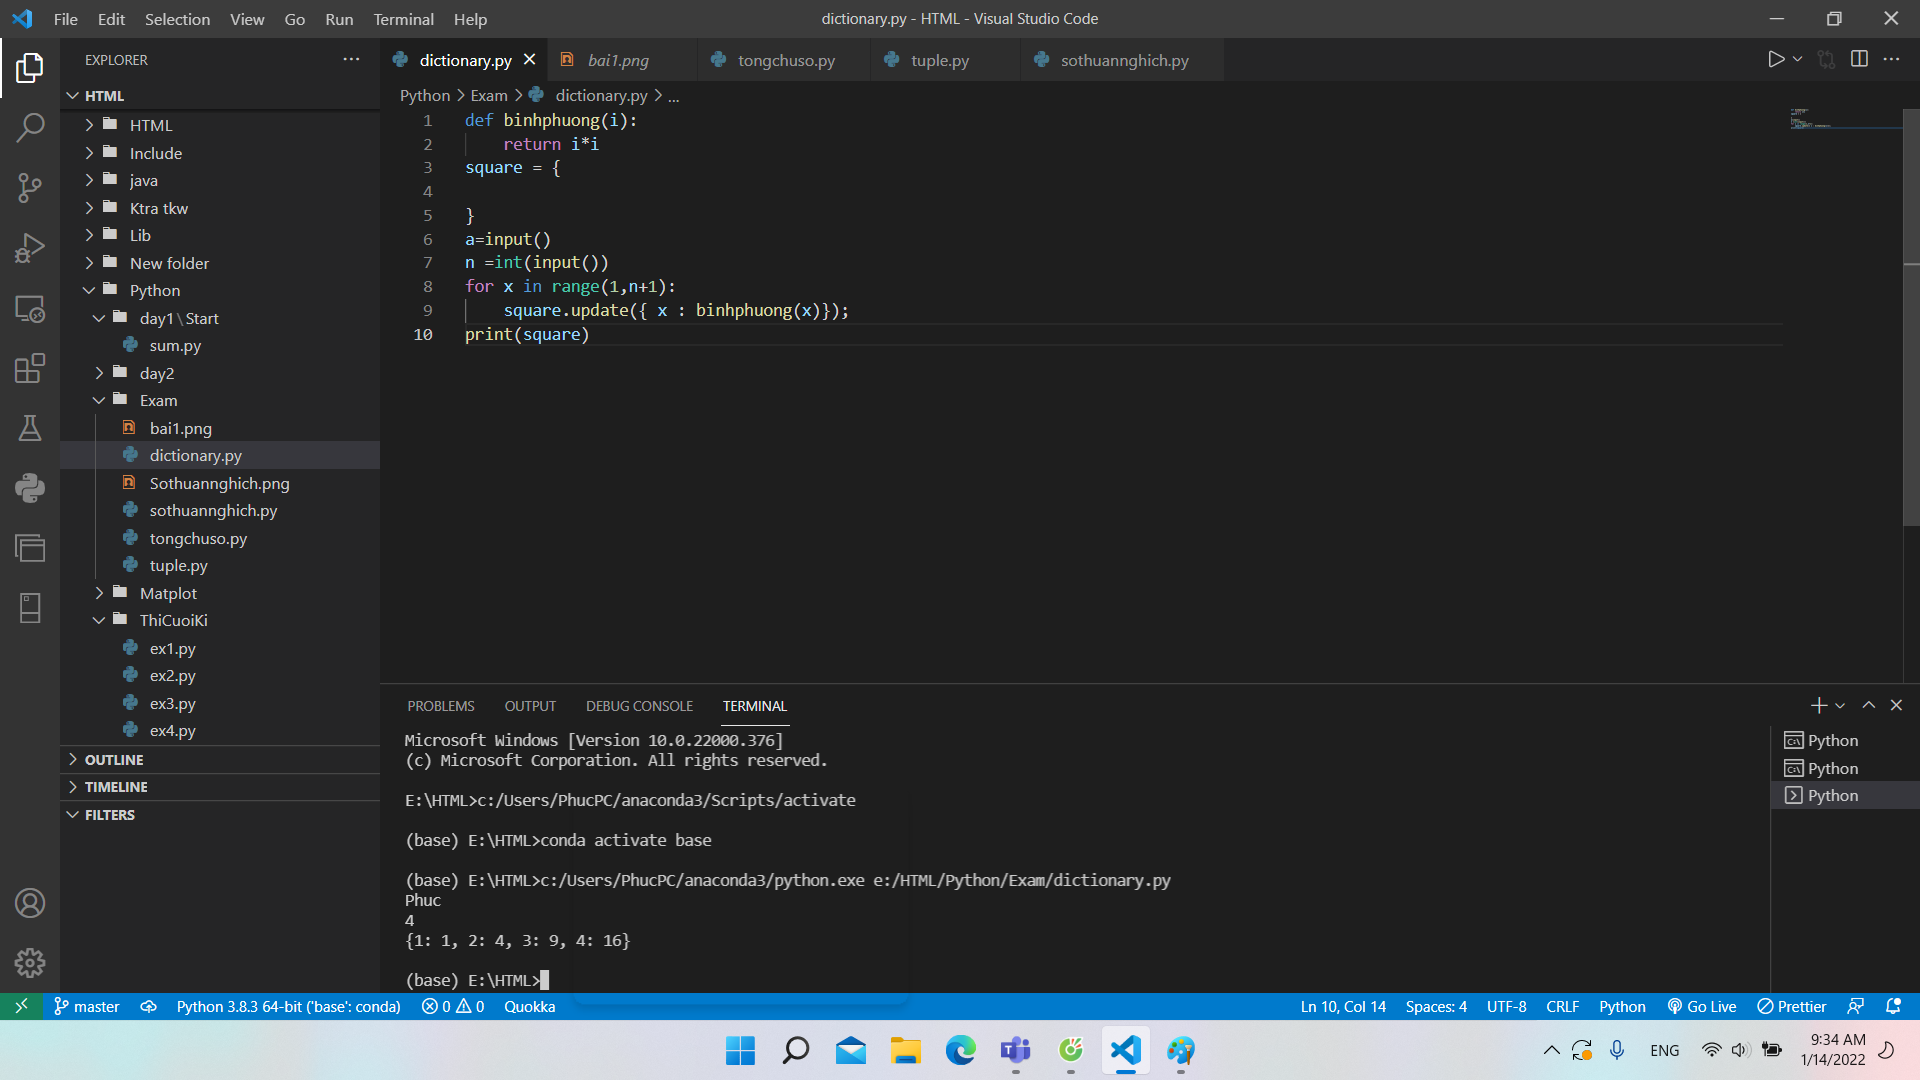 File Edit Selection View Go Run Terminal Help
dictionary.py - HTML - Visual Studio Code
EXPLORER
HTML
HTML
Include
java
Ktra tkw
Lib
New folder
Python
day1\Start
sum.py
day2
Exam
bai1.png
dictionary.py
Sothuannghich.png
sothuannghich.py
tongchuso.py
tuple.py
Matplot
ThiCuoiKi
ex1.py
ex2.py
ex3.py
ex4.py
OUTLINE
TIMELINE
FILTERS
dictionary.py bai1.png tongchuso.py tuple.py sothuannghich.py
Python > Exam > dictionary.py > ...
1 def binhphuong(i):
2 return i*i
3 square = {
4
5 }
6 a=input()
7 n =int(input())
8 for x in range(1,n+1):
9 square.update({ x : binhphuong(x)});
10 print(square)
PROBLEMS OUTPUT DEBUG CONSOLE TERMINAL
Microsoft Windows [Version 10.0.22000.376]
(c) Microsoft Corporation. All rights reserved.
E:\HTML>c:/Users/PhucPC/anaconda3/Scripts/activate
(base) E:\HTML>conda activate base
(base) E:\HTML>c:/Users/PhucPC/anaconda3/python.exe e:/HTML/Python/Exam/dictionary.py
Phuc
4
{1: 1, 2: 4, 3: 9, 4: 16}
(base) E:\HTML>
Python
Python
Python
master Python 3.8.3 64-bit ('base': conda) 0 0 Quokka Ln 10, Col 14 Spaces: 4 UTF-8 CRLF Python Go Live Prettier
ENG
9:34 AM
1/14/2022